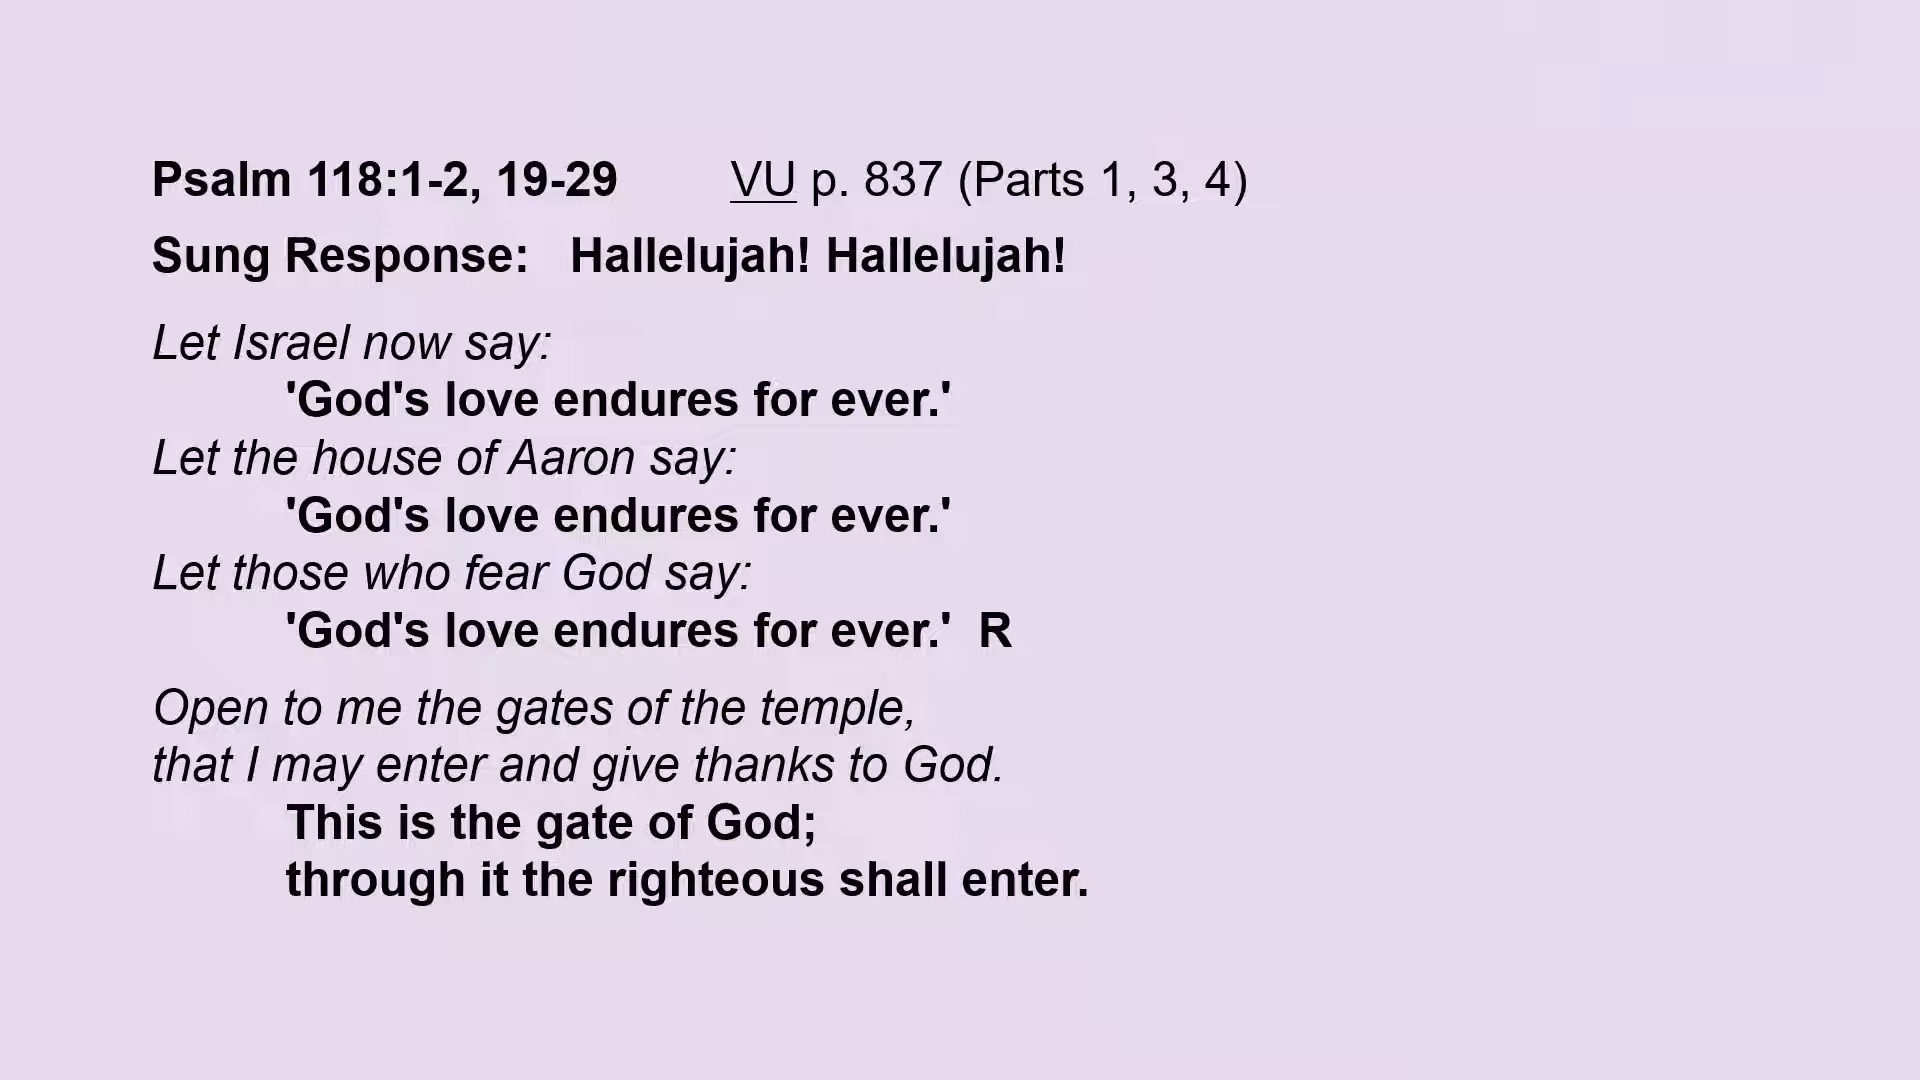 Psalm 118:1-2, 19-29 VU p. 837 (Parts 1, 3, 4)
Sung Response: Hallelujah! Hallelujah!
Let Israel now say:
'God's love endures for ever.'
Let the house of Aaron say:
'God's love endures for ever.'
Let those who fear God say:
'God's love endures for ever.' R
Open to me the gates of the temple,
that I may enter and give thanks to God.
This is the gate of God;
through it the righteous shall enter.